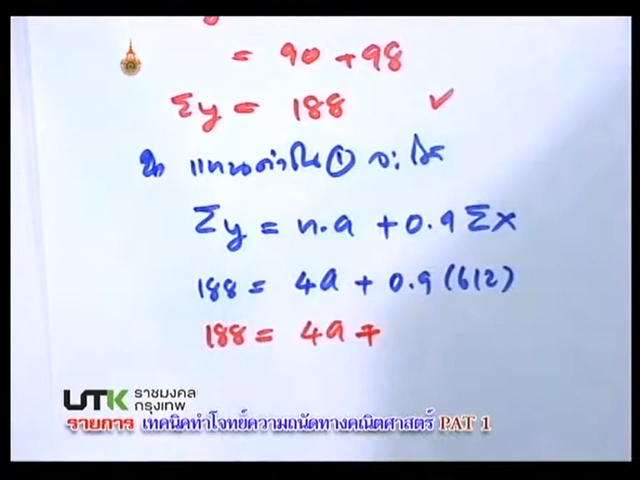 = 90 + 98
Σy = 188 ✓
แทนค่าใน ① จะได้
Σy = n.a + 0.9 Σx
188 = 4a + 0.9 (612)
188 = 4a +
UTK ราชมงคล
กรุงเทพ
รายการ เทคนิคทำโจทย์ความถนัดทางคณิตศาสตร์ PAT 1